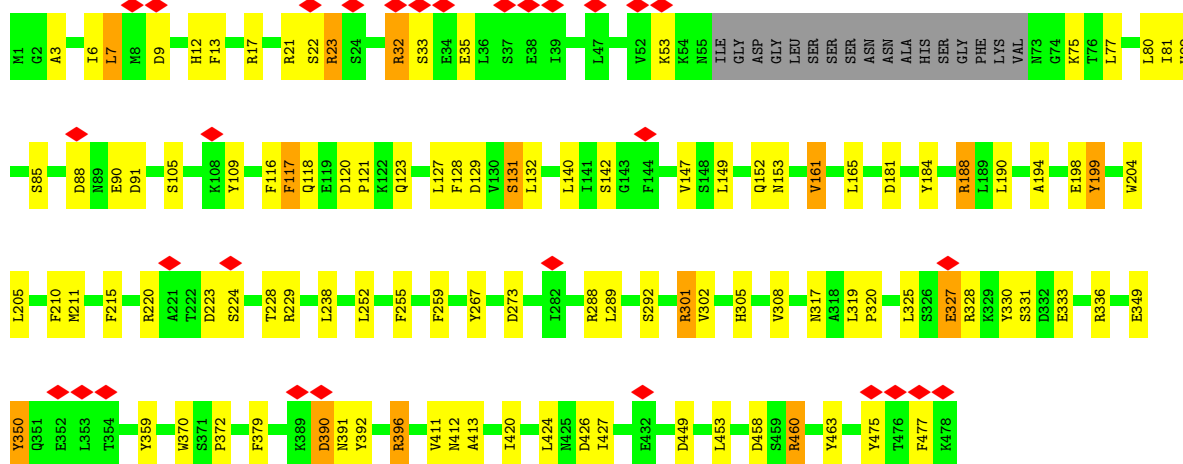 M1 G2 A3 I6 L7 M8 D9 H12 F13 R17 R21 S22 R23 S24 R32 S33 E34 E35 L36 S37 E38 I39 L47 V52 K53 K54 N55 ILE GLY ASP GLY LEU SER SER SER ASN ASN ALA HIS SER GLY PHE LYS VAL N73 G74 K75 T76 L77 L80 I81
S85 D88 N89 E90 D91 S105 K108 Y109 F116 F117 Q118 E119 D120 P121 K122 Q123 L127 F128 D129 V130 S131 L132 L140 I141 S142 G143 F144 V147 S148 L149 Q152 N153 V161 L165 D181 Y184 R188 L189 L190 A194 E198 Y199 W204
L205 F210 M211 F215 R220 A221 T222 D223 S224 T228 R229 L238 L252 F255 F259 Y267 D273 I282 R288 L289 S292 R301 V302 H305 V308 N317 A318 L319 P320 L325 S326 E327 R328 K329 Y330 S331 D332 E333 R336 E349
Y350 Q351 E352 L353 T354 Y359 W370 S371 P372 F379 K389 D390 N391 Y392 R396 V411 N412 A413 I420 L424 N425 D426 I427 E432 D449 L453 D458 S459 R460 Y463 Y475 T476 F477 K478